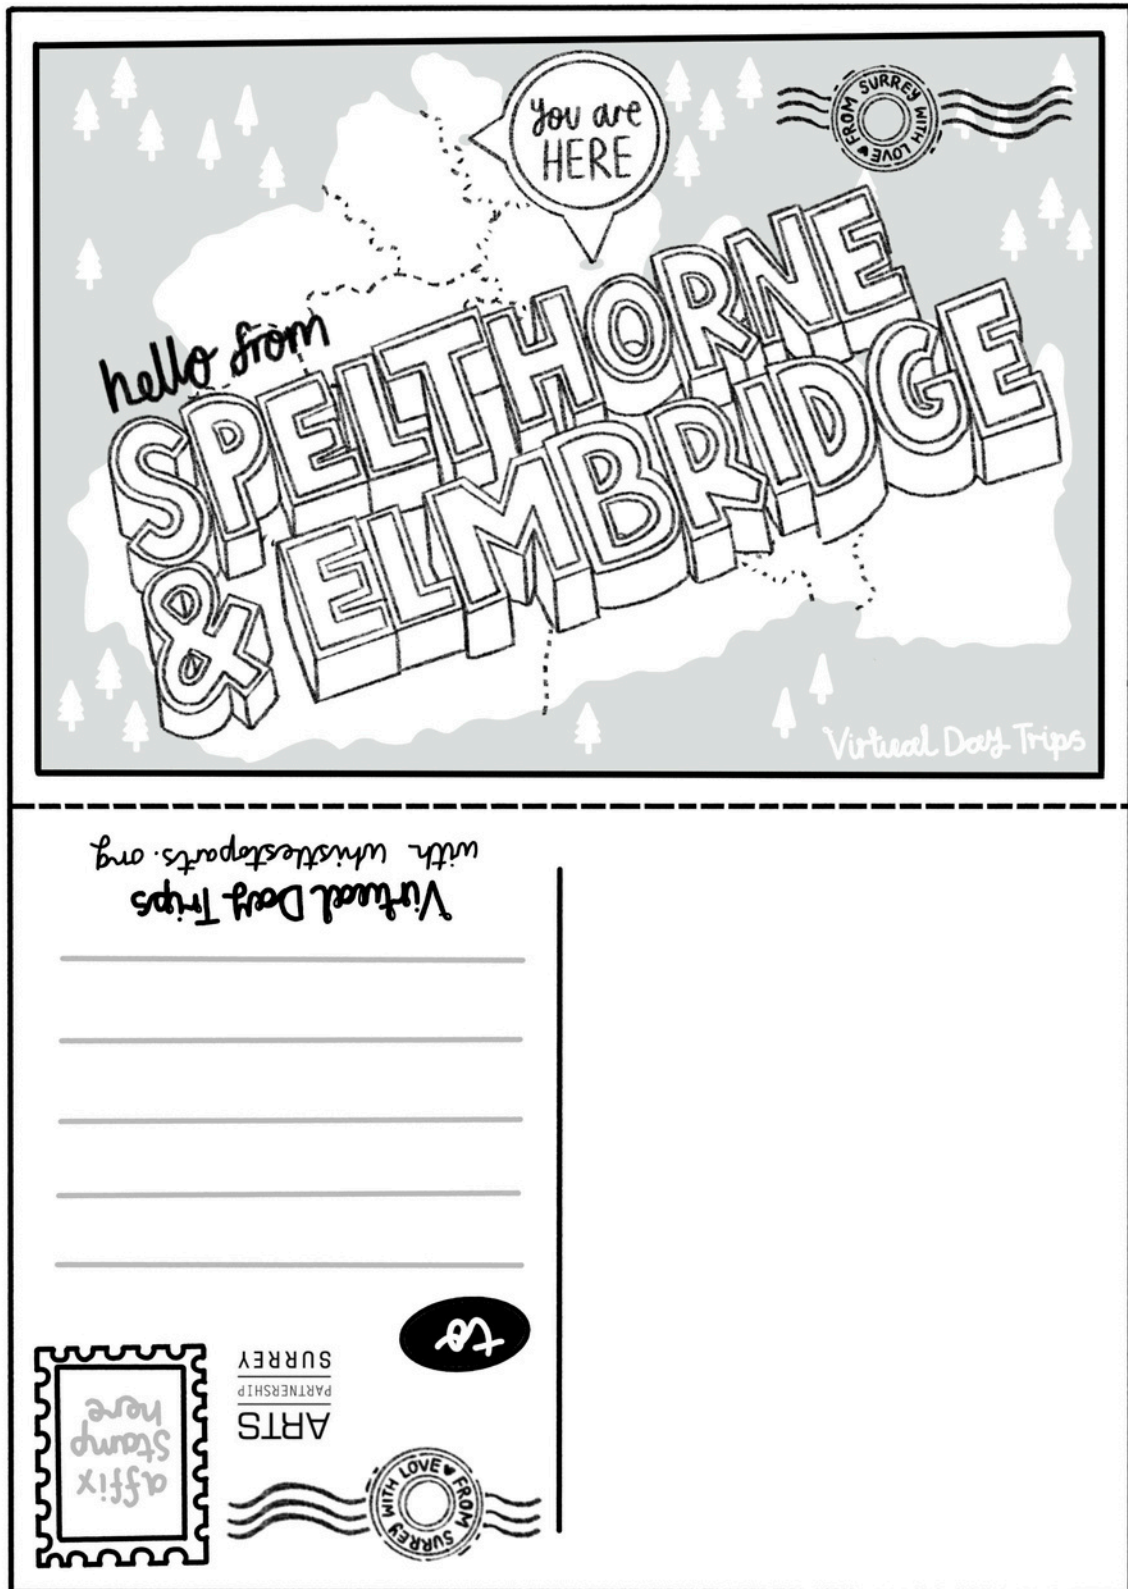 you are
HERE
FROM SURREY WITH LOVE
hello from
SPELTHORNE
& ELMBRIDGE
Virtual Day Trips
FROM SURREY WITH LOVE
affix
stamp
here
ARTS
PARTNERSHIP
SURREY
to
Virtual Day Trips
with whistlestoparts.org